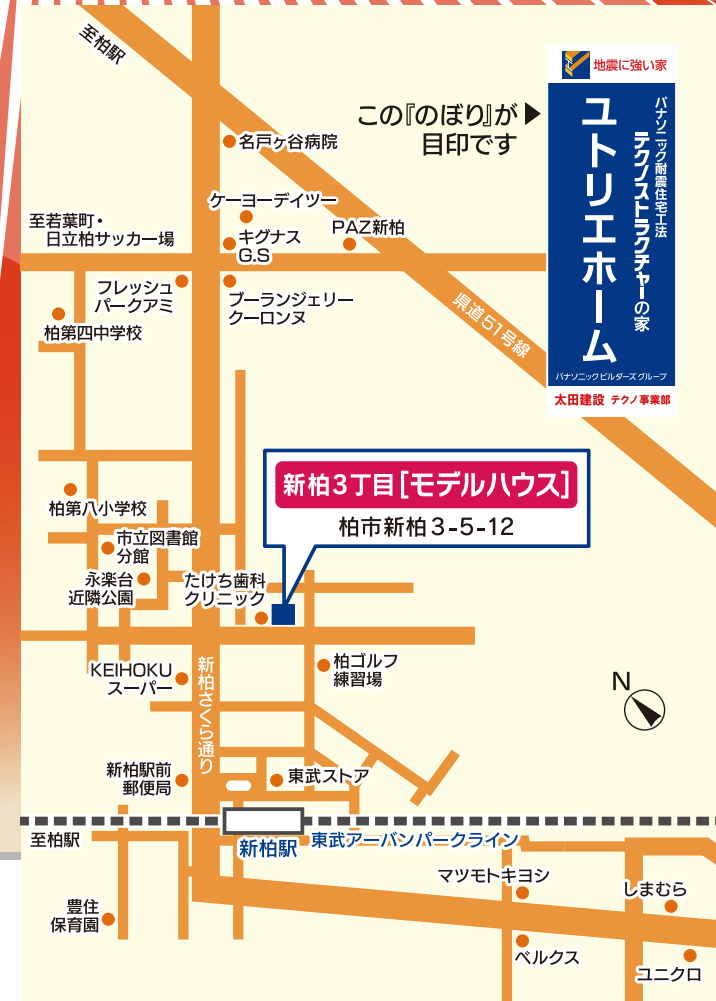 至柏駅
この『のぼり』が
目印です
地震に強い家
パナソニック耐震住宅工法
テクノストラクチャーの家
ユトリエホーム
パナソニックビルダーズグループ
太田建設 テクノ事業部
名戸ヶ谷病院
ケーヨーデイツー
キグナス
G.S
PAZ新柏
至若葉町・
日立柏サッカー場
フレッシュ
パークアミ
ブーランジェリー
クーロンヌ
柏第四中学校
県道51号線
新柏3丁目[モデルハウス]
柏市新柏3-5-12
柏第八小学校
市立図書館
分館
永楽台
近隣公園
たけち歯科
クリニック
KEIHOKU
スーパー
新柏さくら通り
柏ゴルフ
練習場
N
新柏駅前
郵便局
東武ストア
至柏駅
新柏駅
東武アーバンパークライン
マツモトキヨシ
しまむら
豊住
保育園
ベルクス
ユニクロ